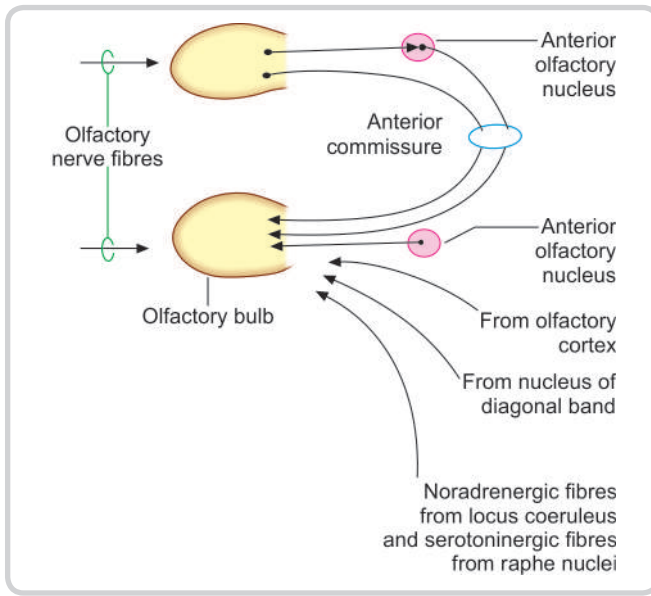 Anterior
olfactory
nucleus
Anterior
commissure
Olfactory
nerve fibres
Anterior
olfactory
nucleus
Olfactory bulb
From olfactory
cortex
From nucleus of
diagonal band
Noradrenergic fibres
from locus coeruleus
and serotoninergic fibres
from raphe nuclei